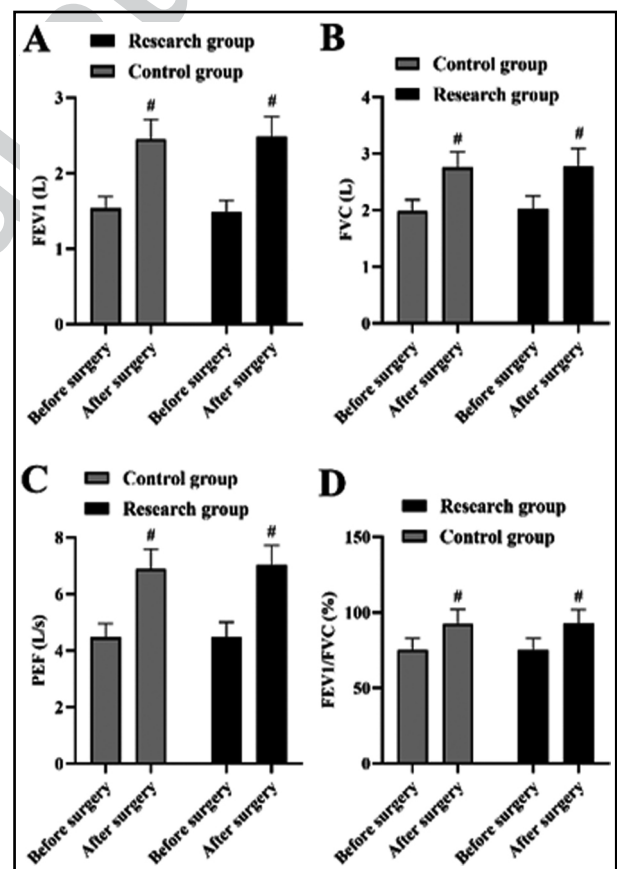 A
Research group
Control group
#
#
3
2
1
0
FEV1 (L)
Before surgery
After surgery
Before surgery
After surgery
B
Control group
Research group
#
#
4
3
2
1
0
FVC (L)
Before surgery
After surgery
Before surgery
After surgery
C
Control group
Research group
#
#
8
6
4
2
0
PEF (L/s)
Before surgery
After surgery
Before surgery
After surgery
D
Research group
Control group
#
#
150
100
50
0
FEV1/FVC (%)
Before surgery
After surgery
Before surgery
After surgery